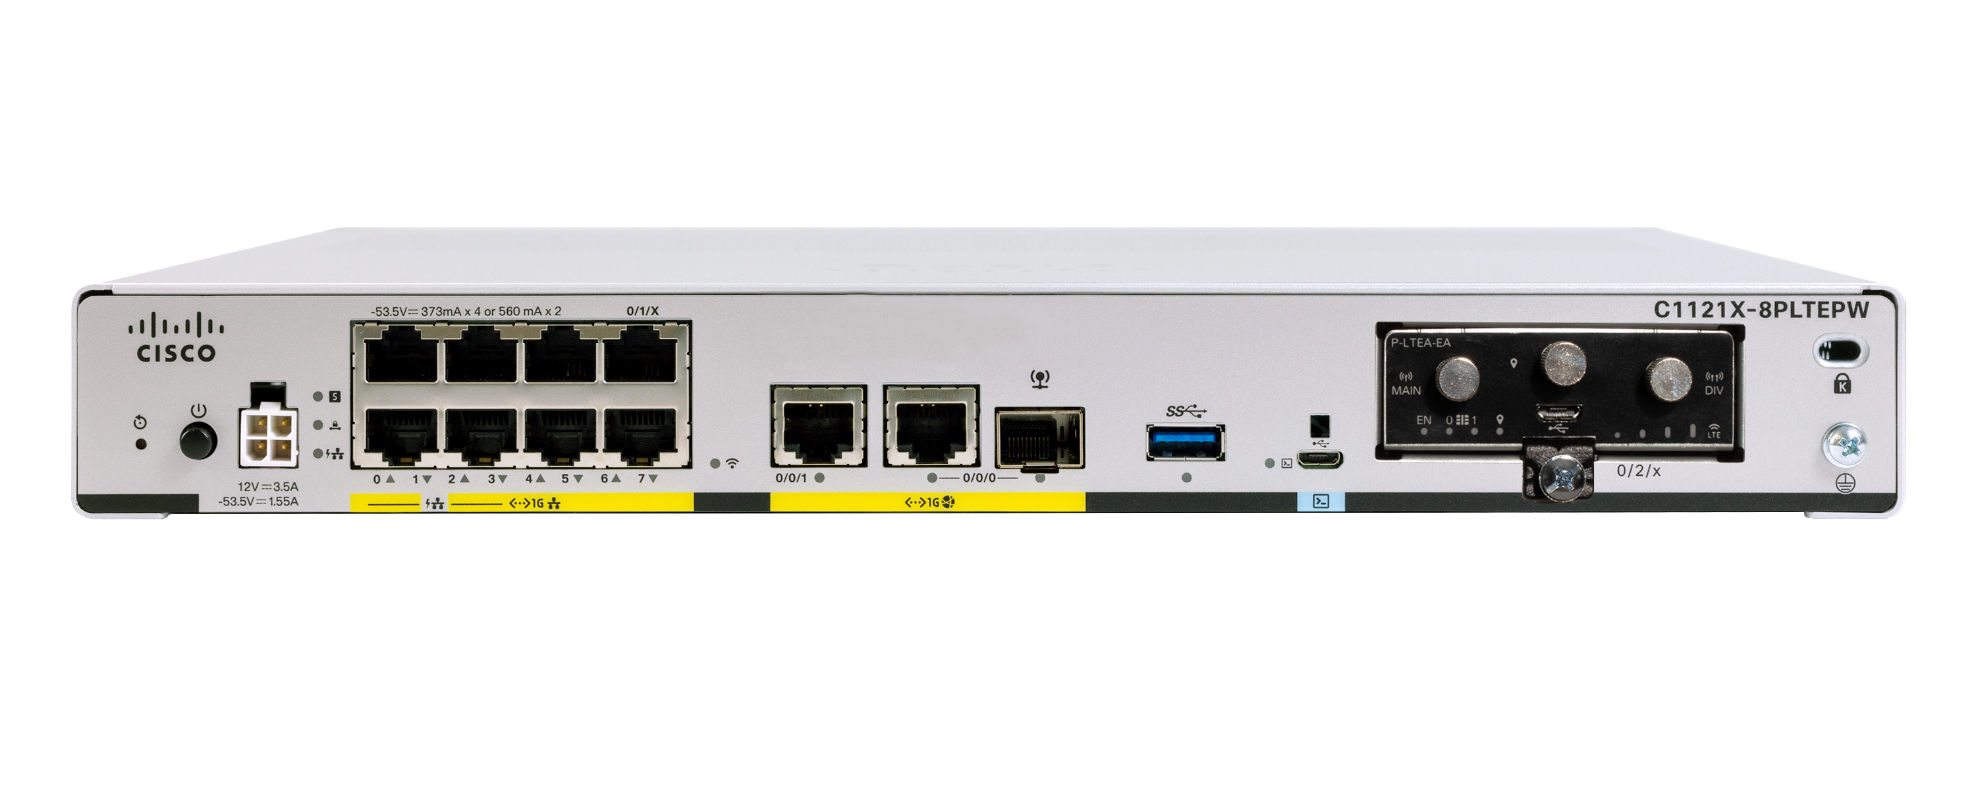 C1121X-8PLTEPW
CISCO
-53.5V⎓ 373mA x 4 or 560 mA x 2
0/1/X
S
12V⎓3.5A
-53.5V⎓1.55A
0▲ 1▼ 2▲ 3▼ 4▲ 5▼ 6▲ 7▼
1G
0/0/1
0/0/0
1G
SS
P-LTEA-EA
MAIN
DIV
EN 0 1
LTE
0/2/x
K